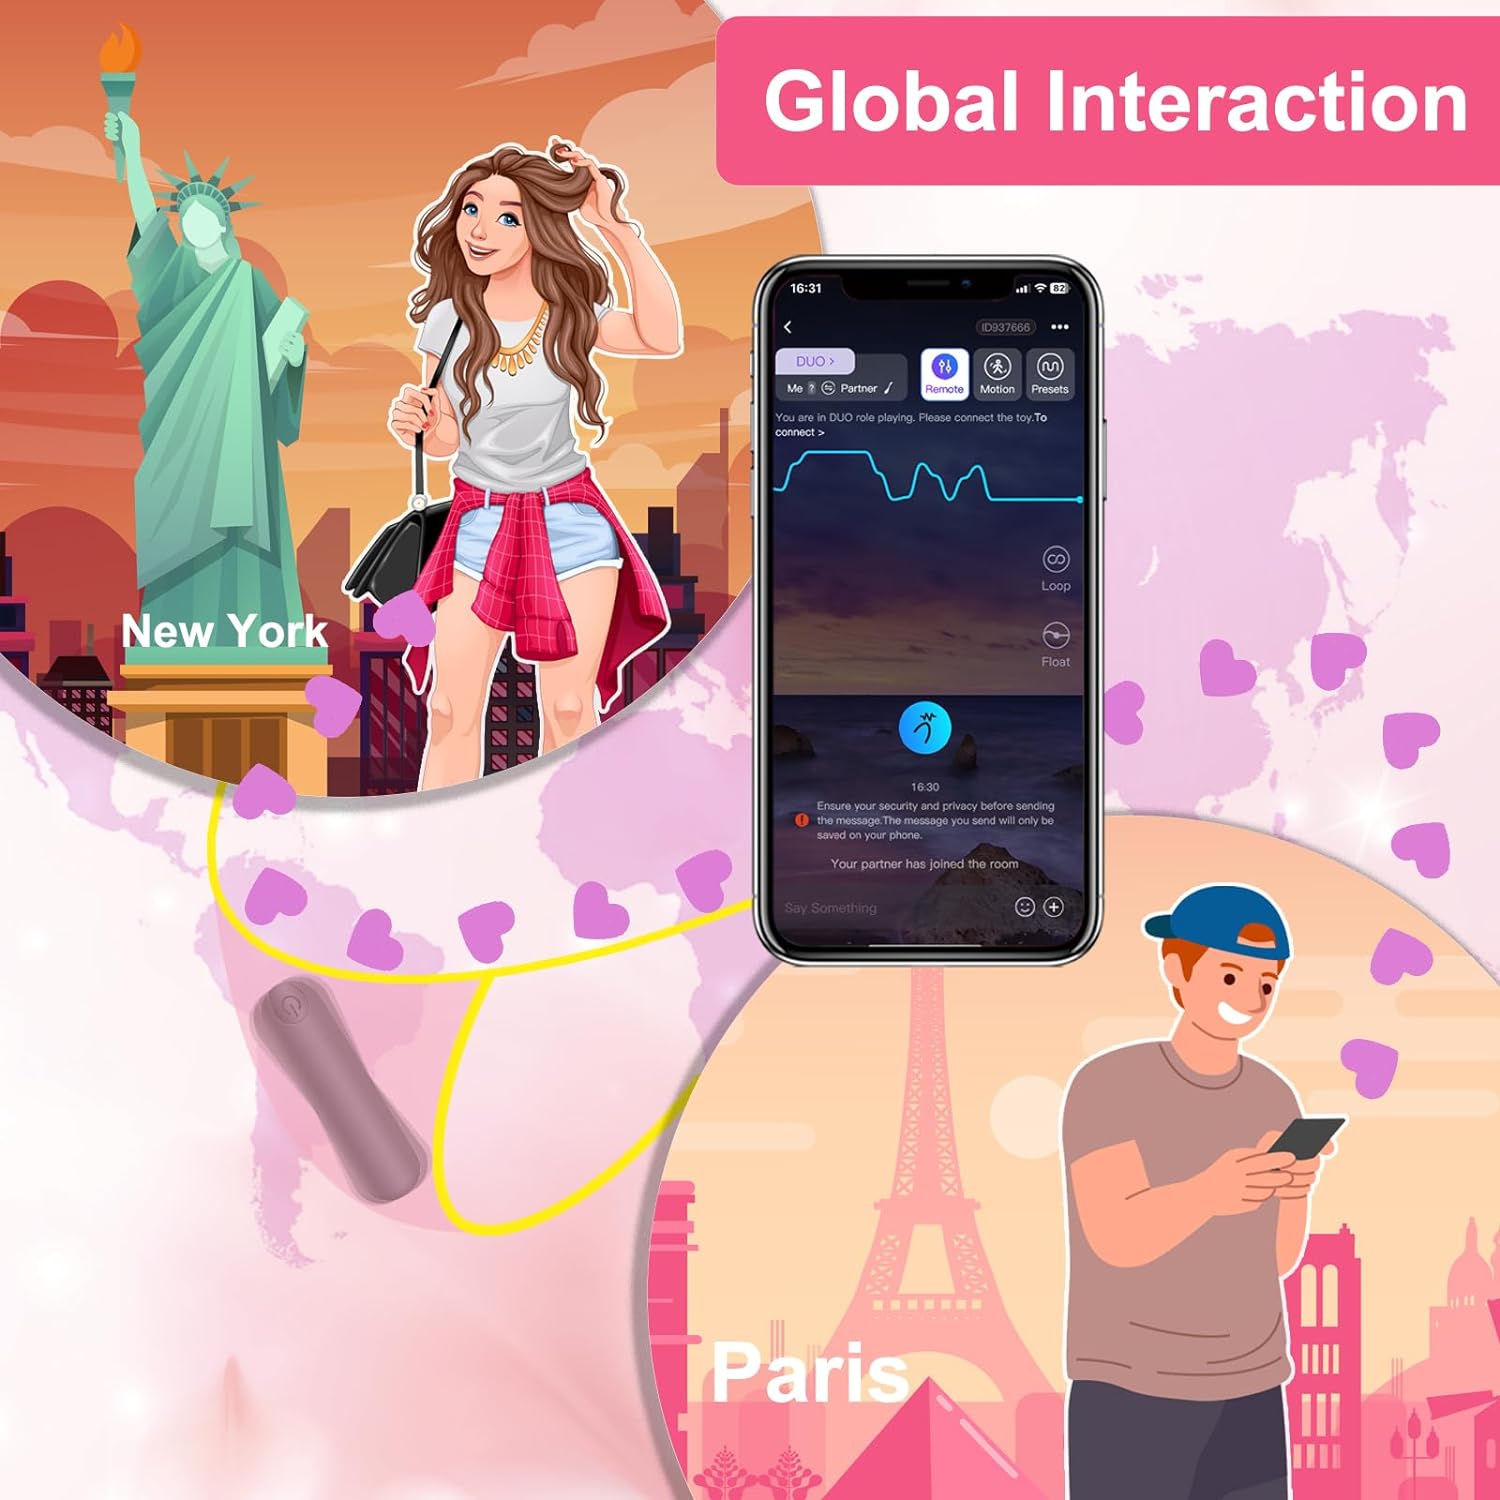 Global Interaction
New York
16:31
82
ID937666
DUO >
Me ? Partner
Remote
Motion
Presets
You are in DUO role playing. Please connect the toy.To
connect >
Loop
Float
16:30
Ensure your security and privacy before sending
the message.The message you send will only be
saved on your phone.
Your partner has joined the room
Say Something
Paris